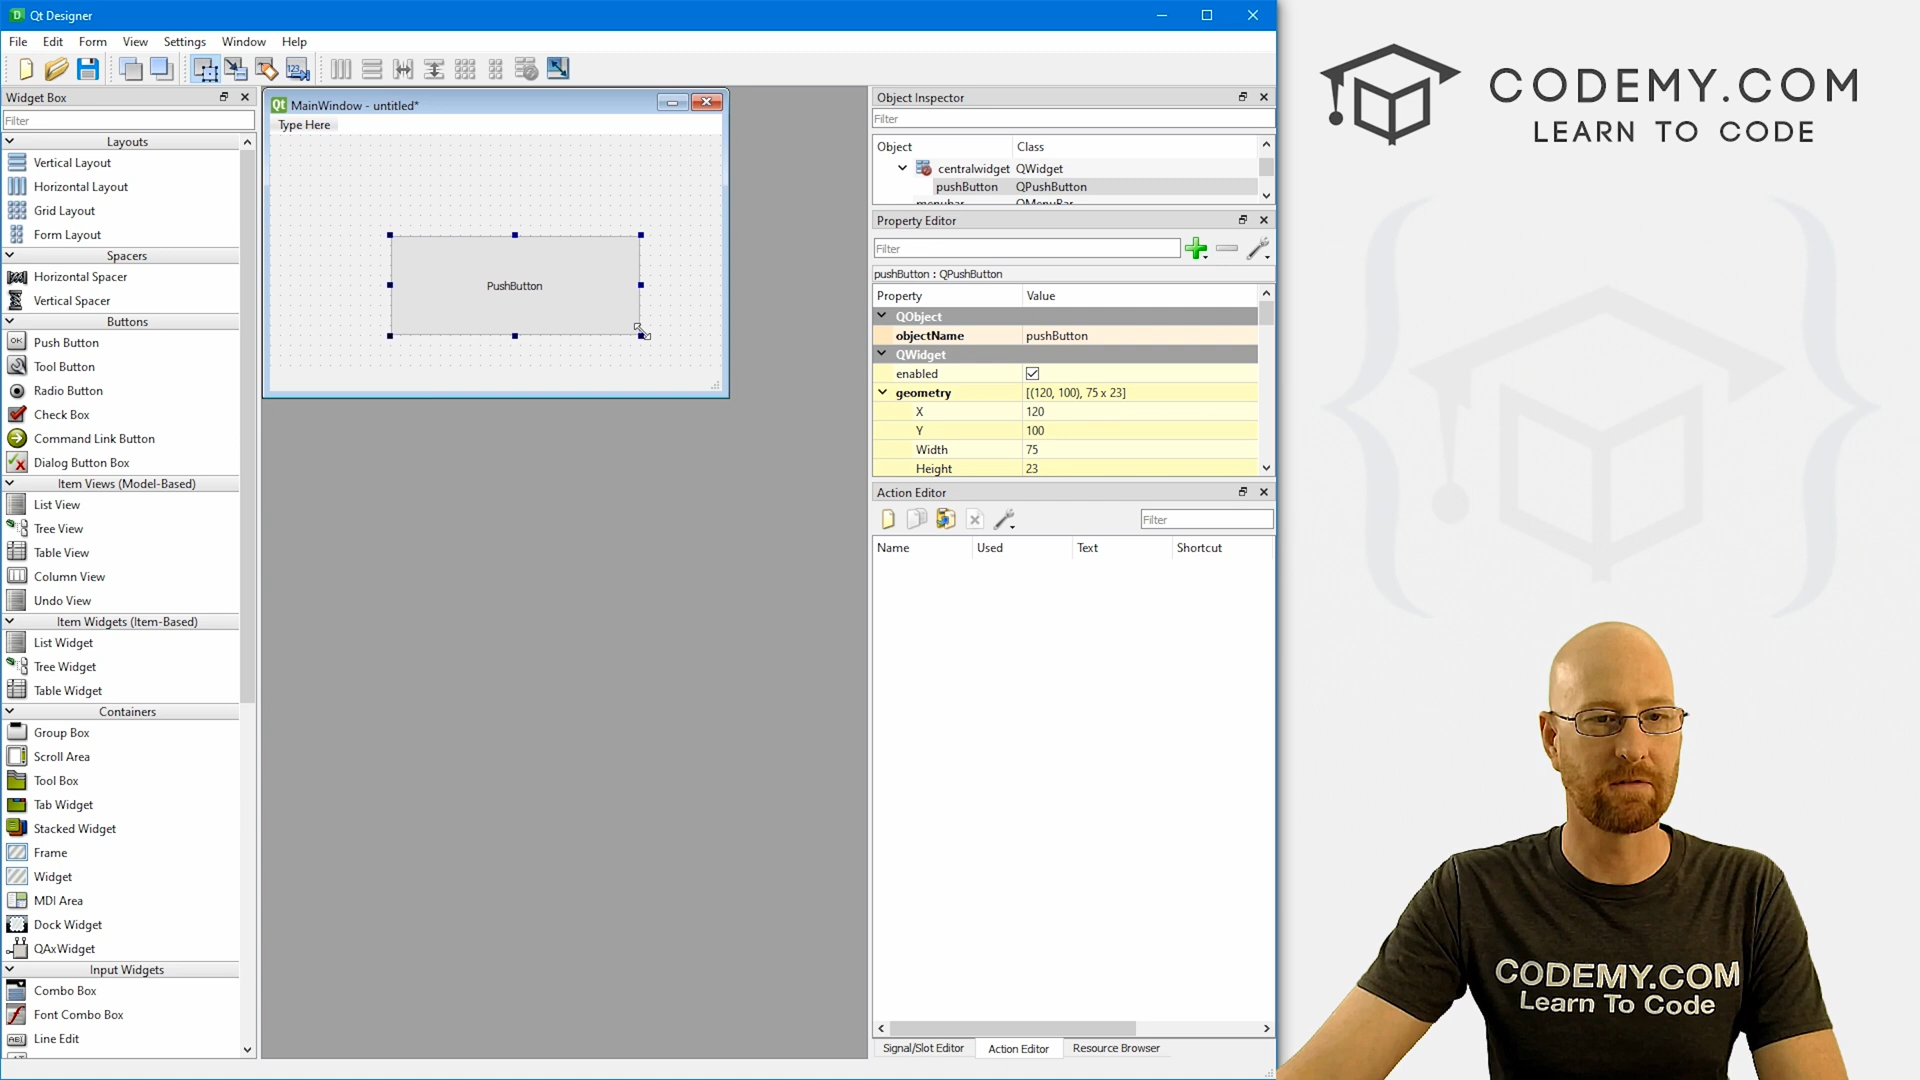 Qt Designer
File Edit Form View Settings Window Help
Widget Box
Filter
Layouts
Vertical Layout
Horizontal Layout
Grid Layout
Form Layout
Spacers
Horizontal Spacer
Vertical Spacer
Buttons
OK Push Button
Tool Button
Radio Button
Check Box
Command Link Button
Dialog Button Box
Item Views (Model-Based)
List View
Tree View
Table View
Column View
Undo View
Item Widgets (Item-Based)
List Widget
Tree Widget
Table Widget
Containers
Group Box
Scroll Area
Tool Box
Tab Widget
Stacked Widget
Frame
Widget
MDI Area
Dock Widget
QAxWidget
Input Widgets
Combo Box
Font Combo Box
Line Edit
Qt MainWindow - untitled*
Type Here
PushButton
Object Inspector
Filter
Object Class
centralwidget QWidget
pushButton QPushButton
menubar QMenuBar
Property Editor
Filter
pushButton : QPushButton
Property Value
QObject
objectName pushButton
QWidget
enabled
geometry [(120, 100), 75 x 23]
X 120
Y 100
Width 75
Height 23
Action Editor
Filter
Name Used Text Shortcut
Signal/Slot Editor Action Editor Resource Browser
CODEMY.COM
LEARN TO CODE
CODEMY.COM
Learn To Code